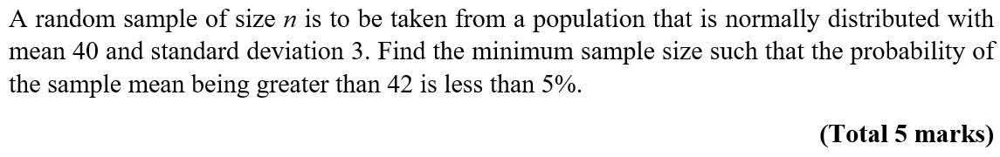 A random sample of size n is to be taken from a population that is normally distributed with
mean 40 and standard deviation 3. Find the minimum sample size such that the probability of
the sample mean being greater than 42 is less than 5%.
(Total 5 marks)